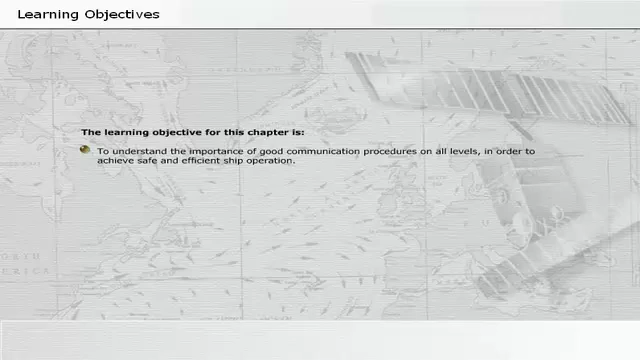 Learning Objectives
The learning objective for this chapter is:
To understand the importance of good communication procedures on all levels, in order to
achieve safe and efficient ship operation.